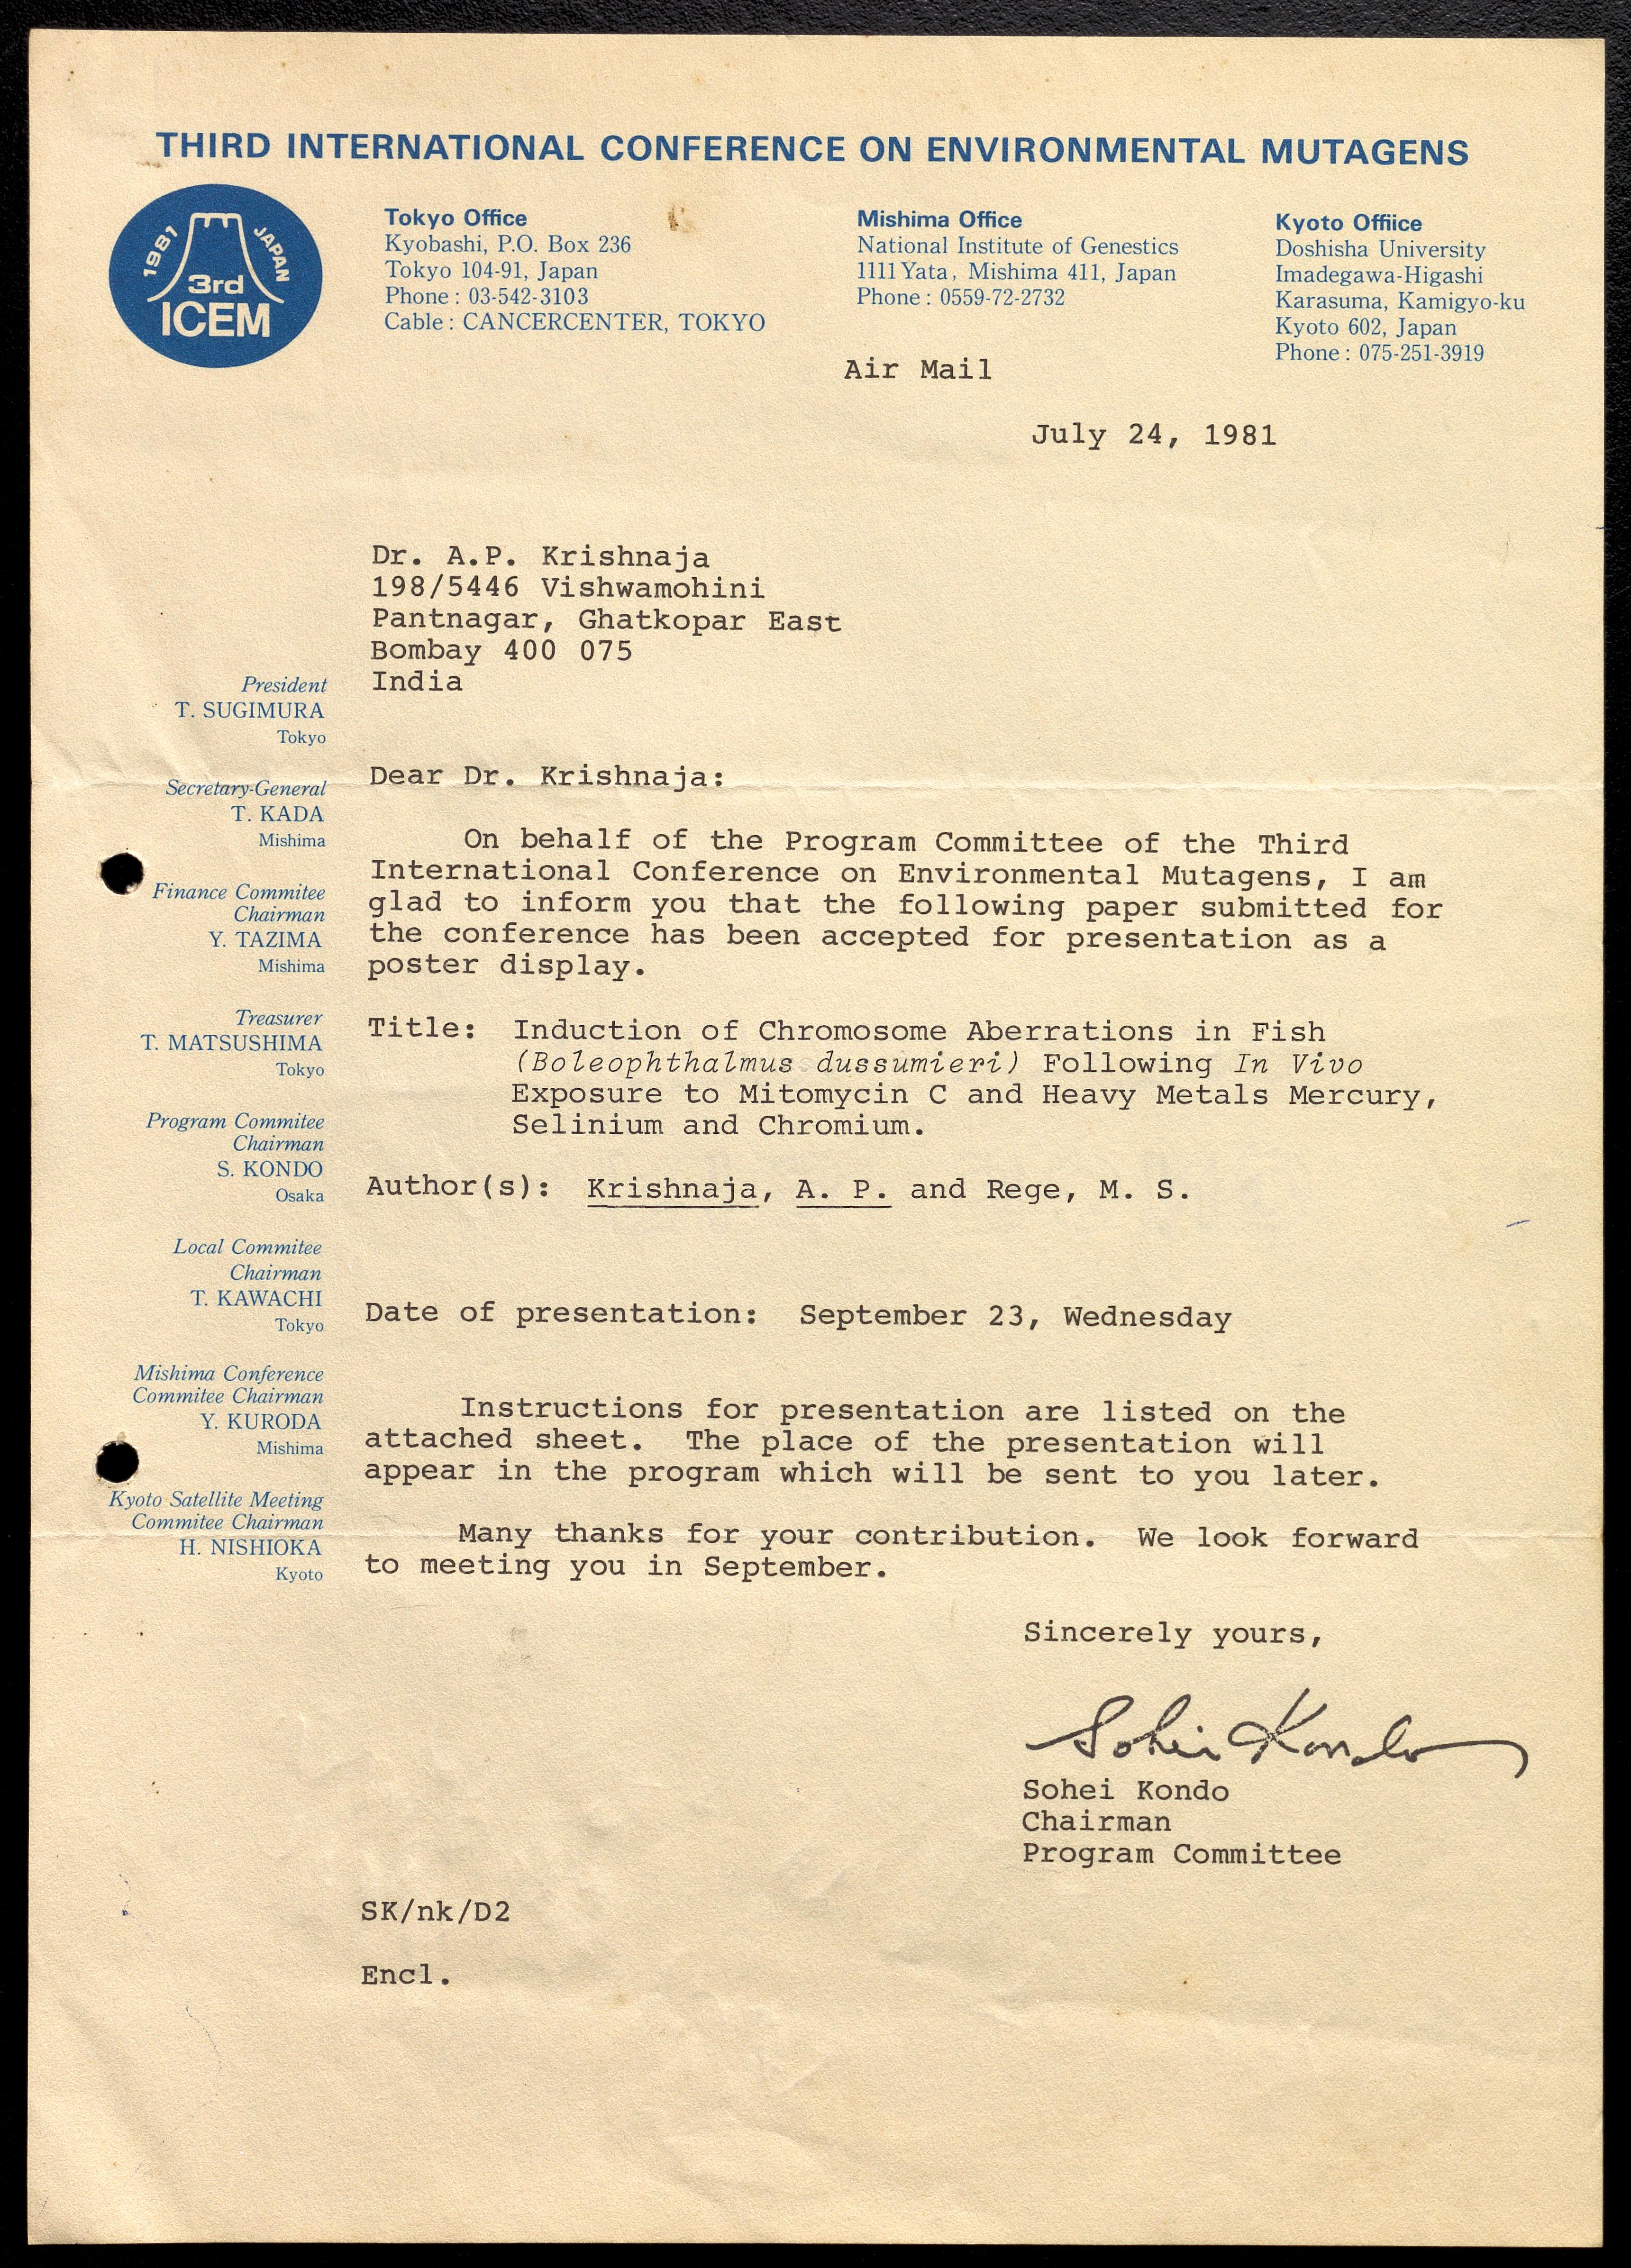 THIRD INTERNATIONAL CONFERENCE ON ENVIRONMENTAL MUTAGENS
1981 JAPAN
3rd
ICEM
Tokyo Office
Kyobashi, P.O. Box 236
Tokyo 104-91, Japan
Phone : 03-542-3103
Cable : CANCERCENTER, TOKYO
Mishima Office
National Institute of Genestics
1111 Yata, Mishima 411, Japan
Phone : 0559-72-2732
Kyoto Offiice
Doshisha University
Imadegawa-Higashi
Karasuma, Kamigyo-ku
Kyoto 602, Japan
Phone : 075-251-3919
Air Mail
July 24, 1981
Dr. A.P. Krishnaja
198/5446 Vishwamohini
Pantnagar, Ghatkopar East
Bombay 400 075
India
President
T. SUGIMURA
Tokyo
Secretary-General
T. KADA
Mishima
Finance Commitee
Chairman
Y. TAZIMA
Mishima
Treasurer
T. MATSUSHIMA
Tokyo
Program Commitee
Chairman
S. KONDO
Osaka
Local Commitee
Chairman
T. KAWACHI
Tokyo
Mishima Conference
Commitee Chairman
Y. KURODA
Mishima
Kyoto Satellite Meeting
Commitee Chairman
H. NISHIOKA
Kyoto
Dear Dr. Krishnaja:
On behalf of the Program Committee of the Third
International Conference on Environmental Mutagens, I am
glad to inform you that the following paper submitted for
the conference has been accepted for presentation as a
poster display.
Title: Induction of Chromosome Aberrations in Fish
(Boleophthalmus dussumieri) Following In Vivo
Exposure to Mitomycin C and Heavy Metals Mercury,
Selinium and Chromium.
Author(s): Krishnaja, A. P. and Rege, M. S.
Date of presentation: September 23, Wednesday
Instructions for presentation are listed on the
attached sheet. The place of the presentation will
appear in the program which will be sent to you later.
Many thanks for your contribution. We look forward
to meeting you in September.
Sincerely yours,
Sohei Kondo
Sohei Kondo
Chairman
Program Committee
SK/nk/D2
Encl.